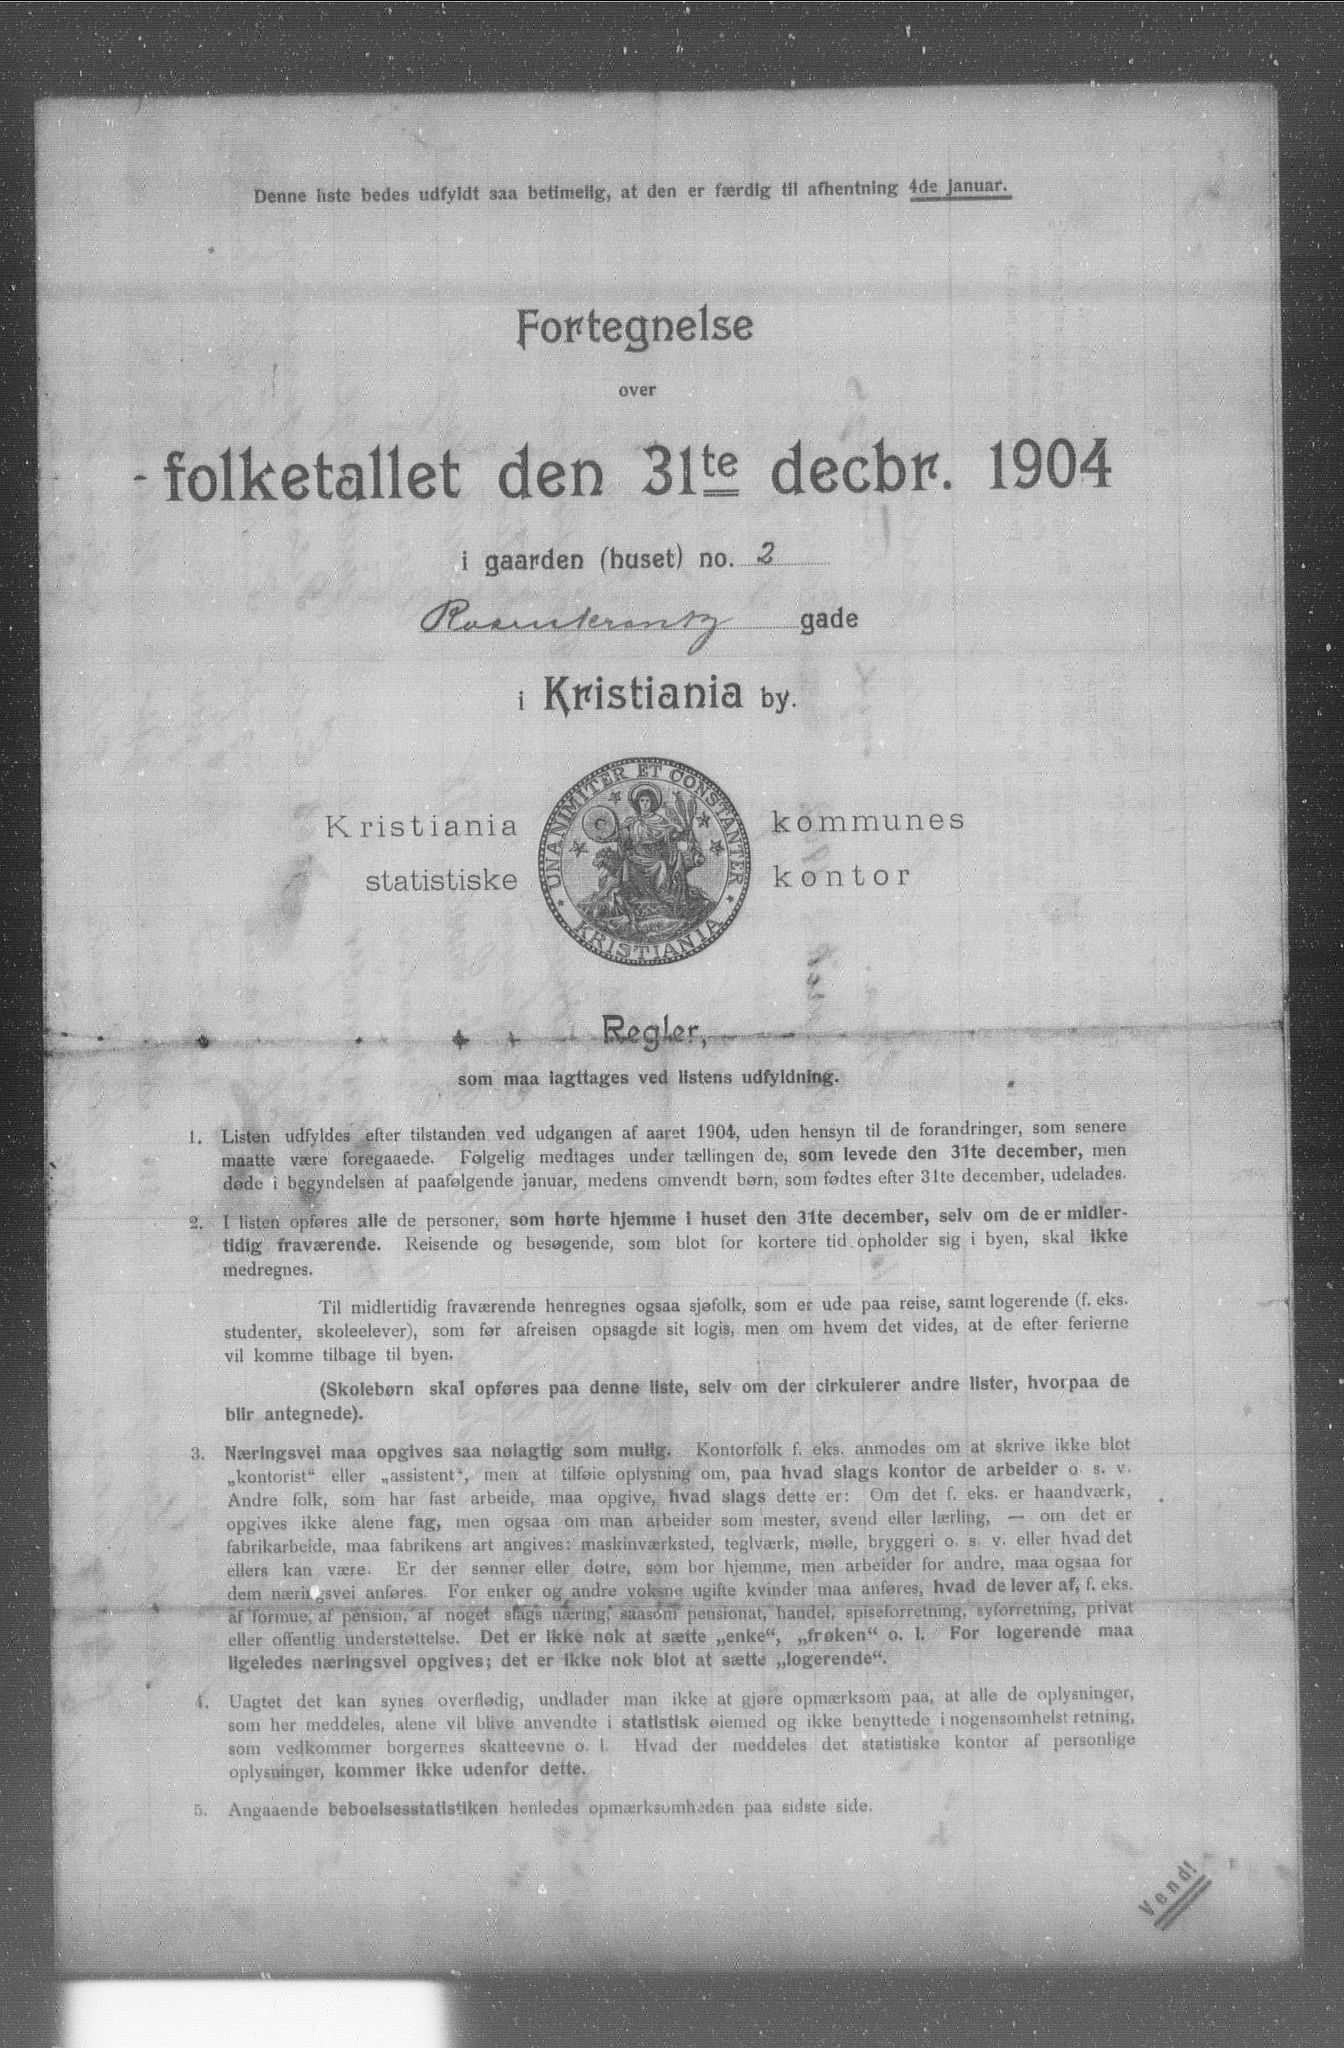 Denne liste bedes udfyldt saa betimelig, at den er færdig til afhentning 4de januar.
Fortegnelse
over
folketallet den 31te decbr. 1904
i gaarden (huset) no. 2
Rosenkrantz gade
i Kristiania by.
UNANIMITER ET CONSTANTER
KRISTIANIA
Kristiania kommunes
statistiske kontor
Regler,
som maa iagttages ved listens udfyldning.
1. Listen udfyldes efter tilstanden ved udgangen af aaret 1904, uden hensyn til de forandringer, som senere
maatte være foregaaede. Følgelig medtages under tællingen de, som levede den 31te december, men
døde i begyndelsen af paafølgende januar, medens omvendt børn, som fødtes efter 31te december, udelades.
2. I listen opføres alle de personer, som hørte hjemme i huset den 31te december, selv om de er midler-
tidig fraværende. Reisende og besøgende, som blot for kortere tid opholder sig i byen, skal ikke
medregnes.
Til midlertidig fraværende henregnes ogsaa sjøfolk, som er ude paa reise, samt logerende (f. eks.
studenter, skoleelever), som før afreisen opsagde sit logis, men om hvem det vides, at de efter ferierne
vil komme tilbage til byen.
(Skolebørn skal opføres paa denne liste, selv om der cirkulerer andre lister, hvorpaa de
blir antegnede).
3. Næringsvei maa opgives saa nøiagtig som mulig. Kontorfolk f. eks. anmodes om at skrive ikke blot
„kontorist“ eller „assistent“, men at tilføie oplysning om, paa hvad slags kontor de arbeider o. s. v.
Andre folk, som har fast arbeide, maa opgive, hvad slags dette er: Om det f. eks. er haandværk,
opgives ikke alene fag, men ogsaa om man arbeider som mester, svend eller lærling, — om det er
fabrikarbeide, maa fabrikens art angives: maskinværksted, teglværk, mølle, bryggeri o. s. v. eller hvad det
ellers kan være. Er der sønner eller døtre, som bor hjemme, men arbeider for andre, maa ogsaa for
dem næringsvei anføres. For enker og andre voksne ugifte kvinder maa anføres, hvad de lever af, f. eks.
af formue, af pension, af noget slags næring, saasom pensionat, handel, spiseforretning, syforretning, privat
eller offentlig understøttelse. Det er ikke nok at sætte „enke“, „frøken“ o. l. For logerende maa
ligeledes næringsvei opgives; det er ikke nok blot at sætte „logerende“.
4. Uagtet det kan synes overflødig, undlader man ikke at gjøre opmærksom paa, at alle de oplysninger,
som her meddeles, alene vil blive anvendte i statistisk øiemed og ikke benyttede i nogensomhelst retning,
som vedkommer borgernes skatteevne o. l. Hvad der meddeles det statistiske kontor af personlige
oplysninger, kommer ikke udenfor dette.
5. Angaaende beboelsesstatistiken henledes opmærksomheden paa sidste side.
Vend!